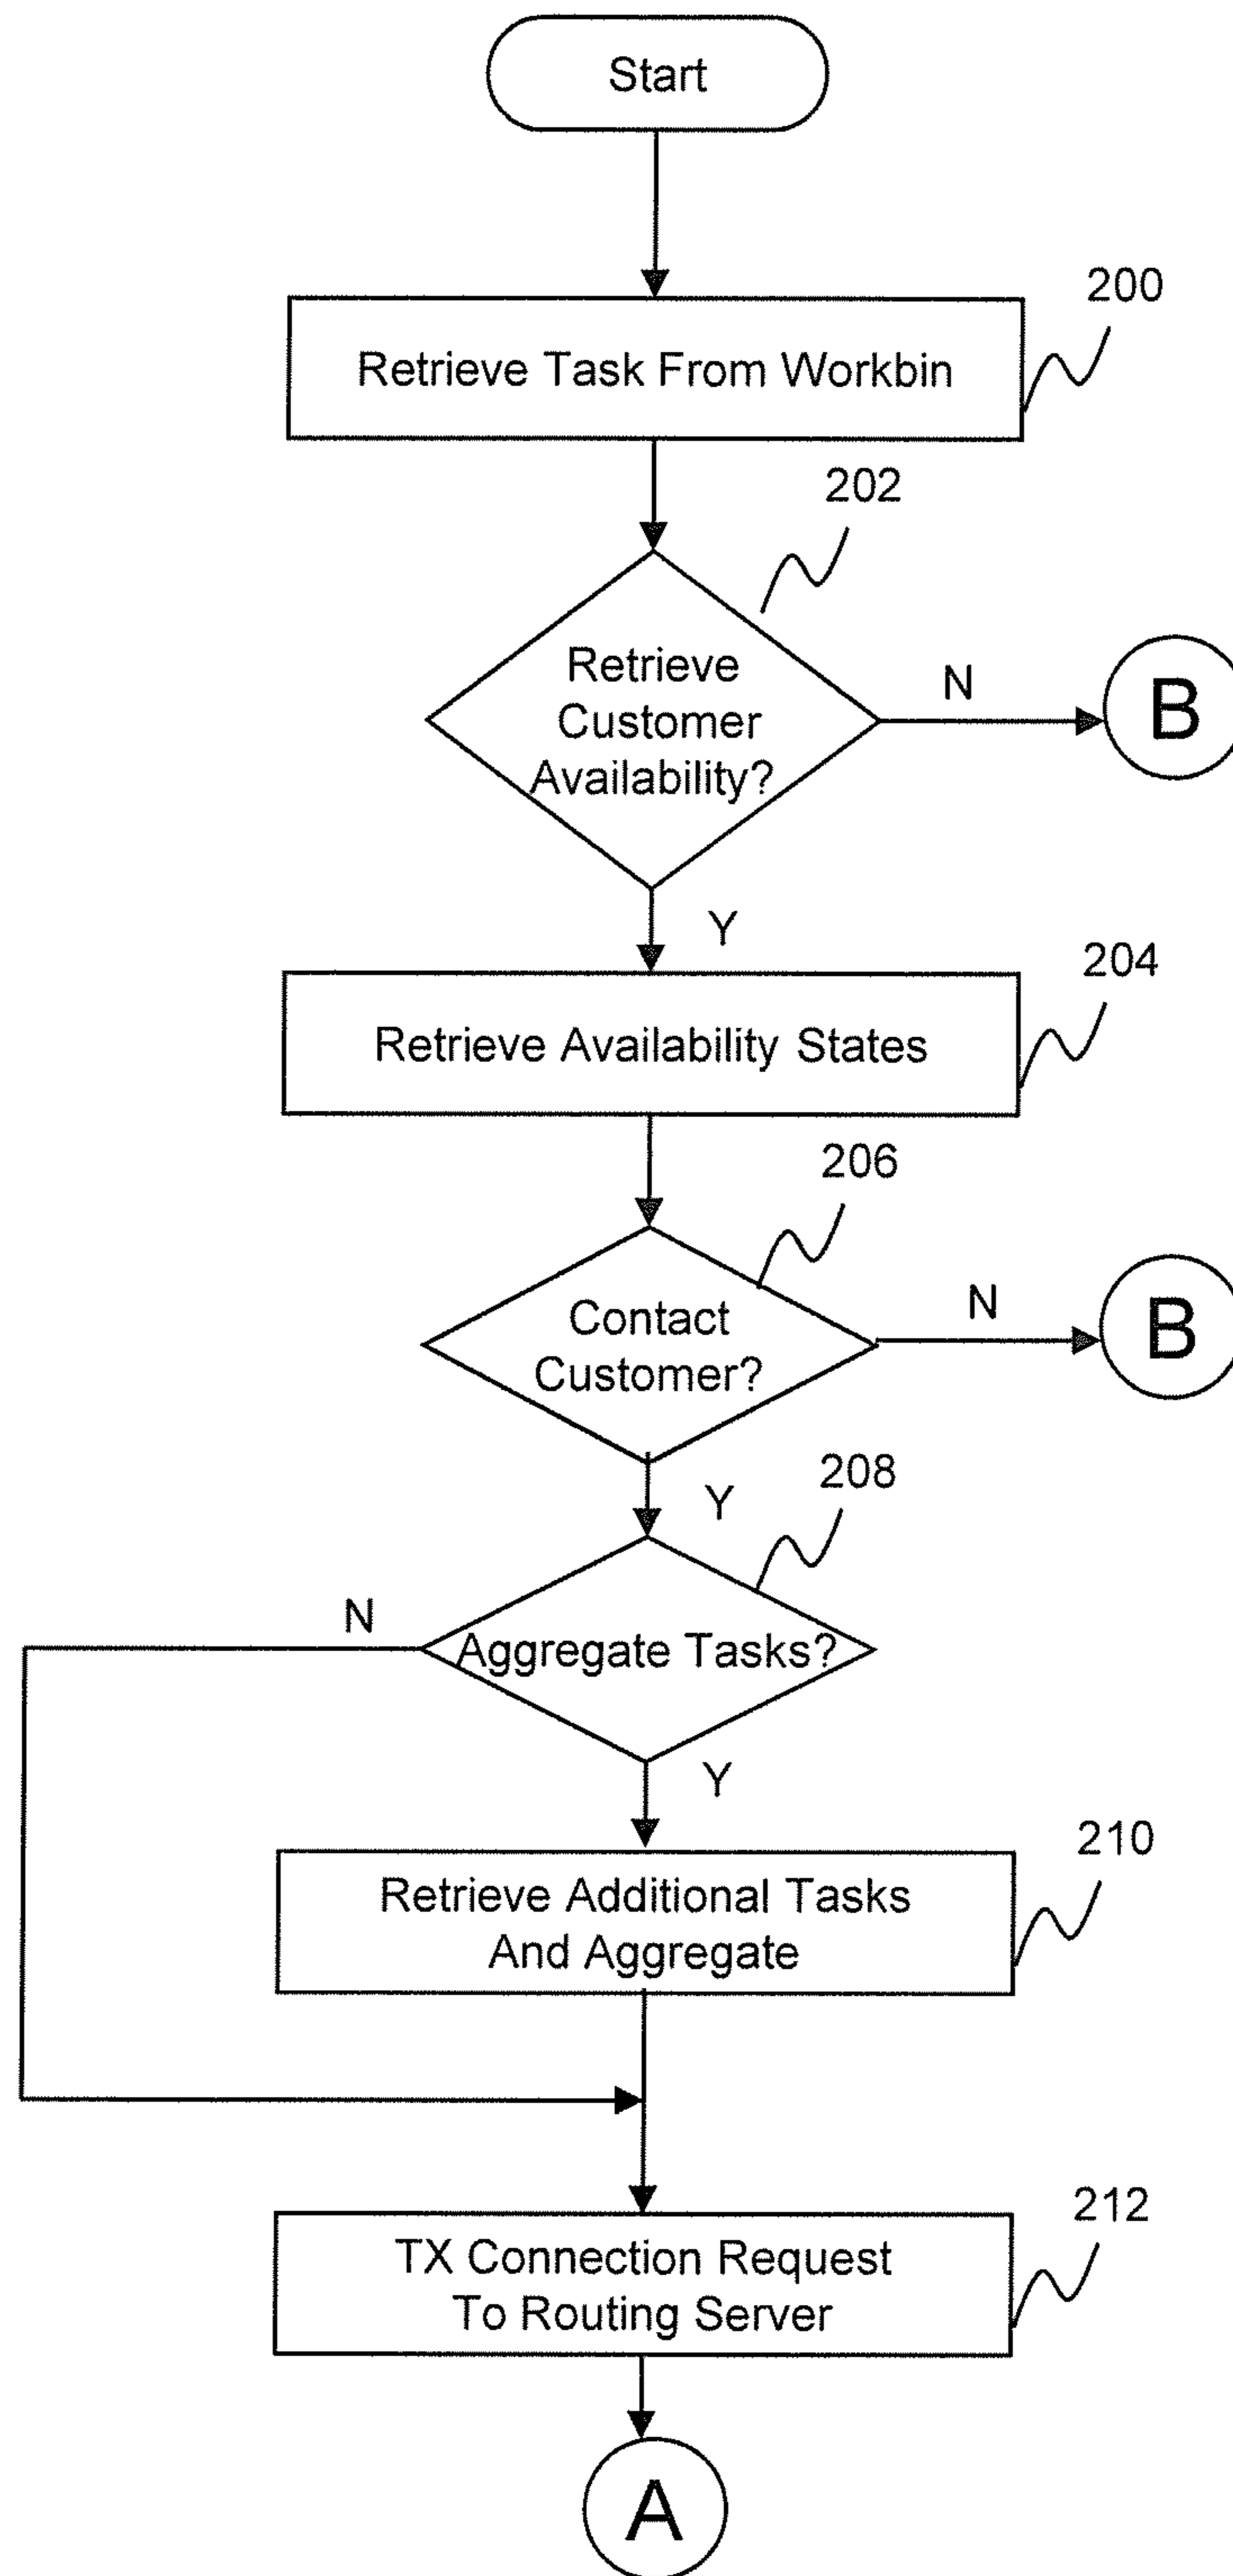 Start
200
Retrieve Task From Workbin
202
Retrieve
Customer
Availability?
N
B
Y
204
Retrieve Availability States
206
Contact
Customer?
N
B
Y
208
N
Aggregate Tasks?
Y
210
Retrieve Additional Tasks
And Aggregate
212
TX Connection Request
To Routing Server
A